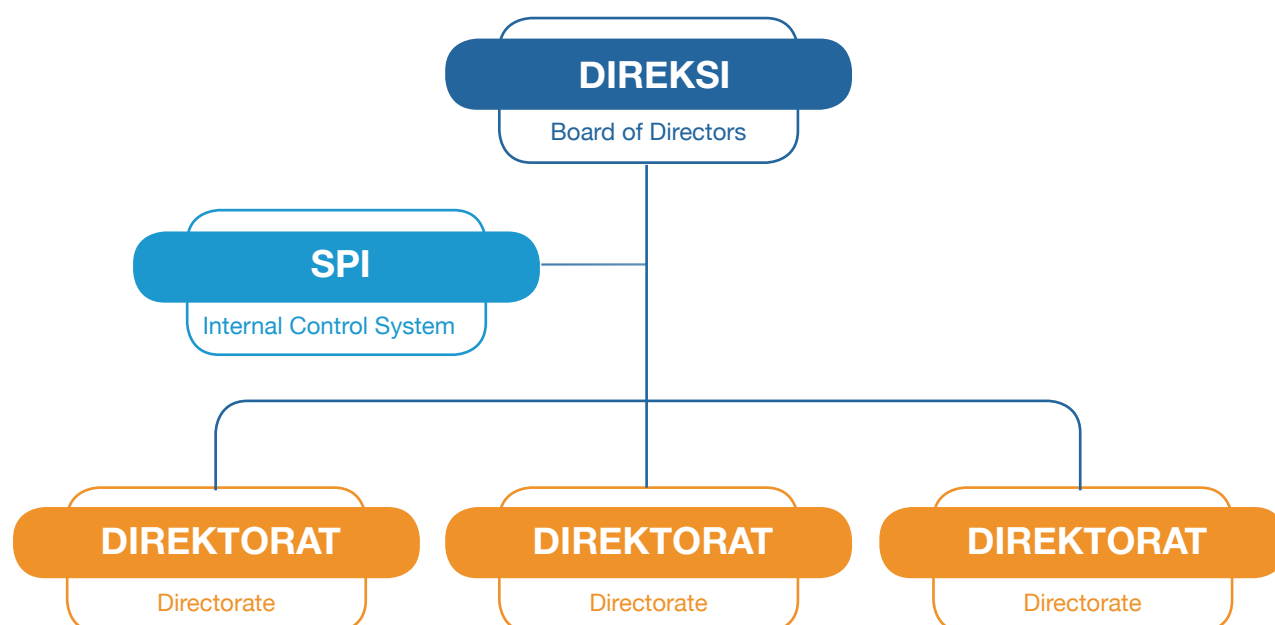 DIREKSI
Board of Directors
SPI
Internal Control System
DIREKTORAT
Directorate
DIREKTORAT
Directorate
DIREKTORAT
Directorate